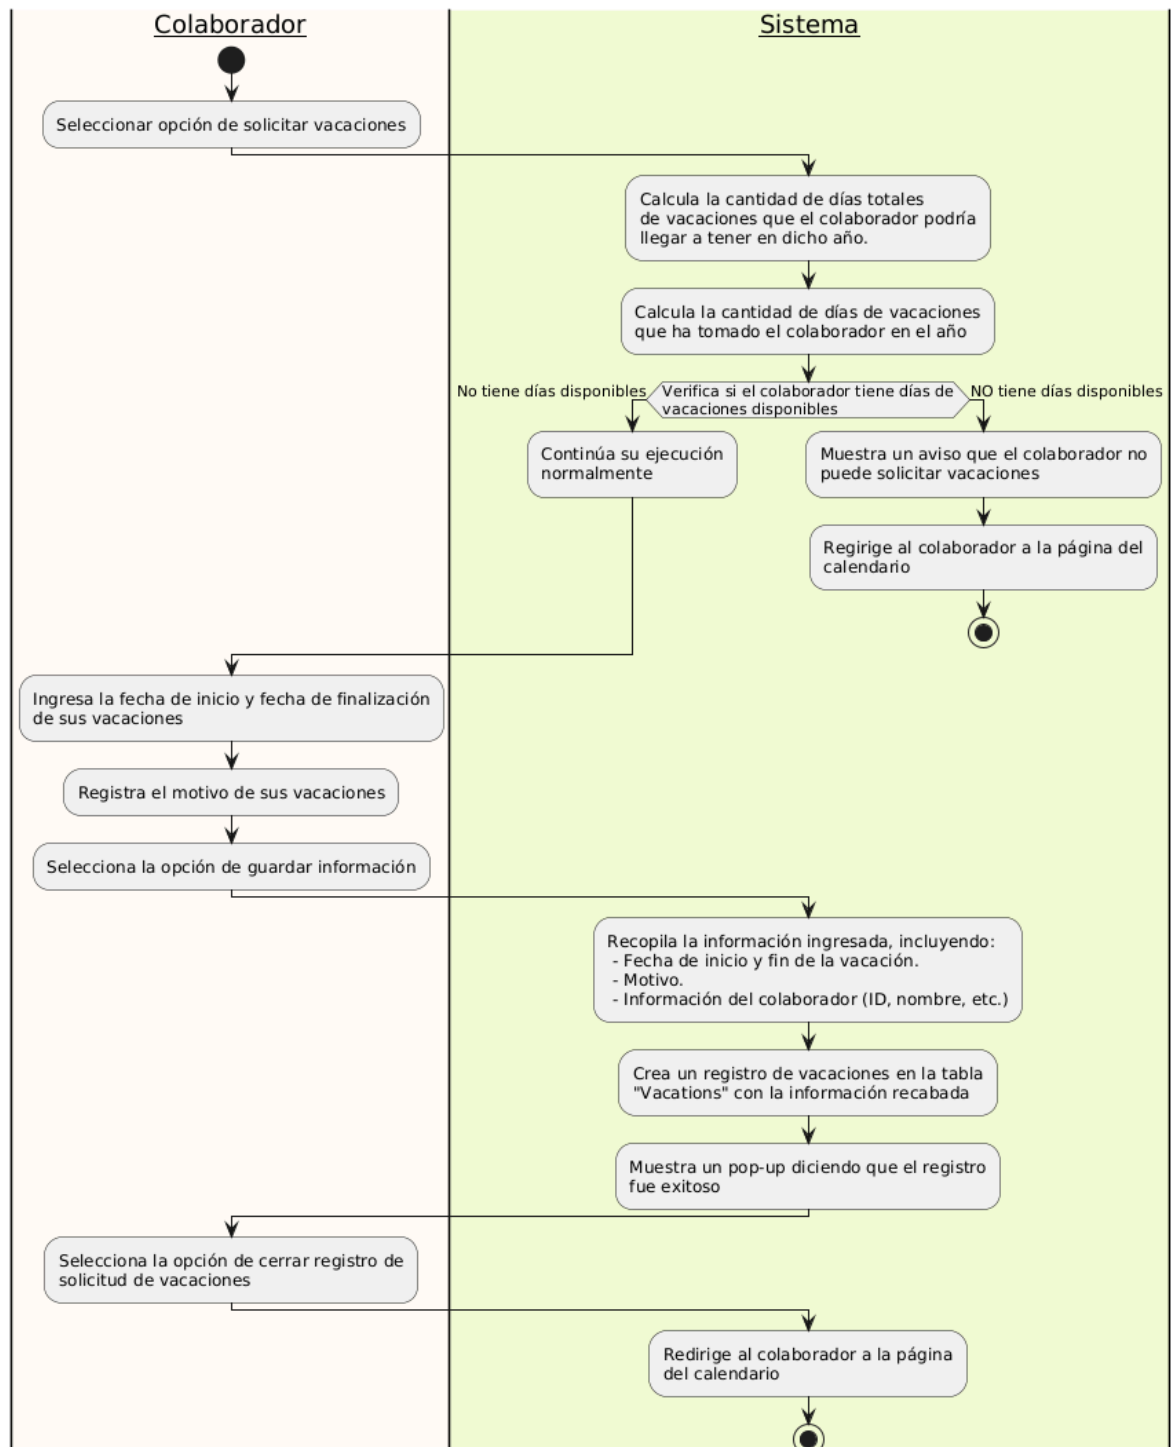 Colaborador
Sistema
Seleccionar opción de solicitar vacaciones
Calcula la cantidad de días totales
de vacaciones que el colaborador podría
llegar a tener en dicho año.
Calcula la cantidad de días de vacaciones
que ha tomado el colaborador en el año
No tiene días disponibles
Verifica si el colaborador tiene días de
vacaciones disponibles
NO tiene días disponibles
Continúa su ejecución
normalmente
Muestra un aviso que el colaborador no
puede solicitar vacaciones
Regirige al colaborador a la página del
calendario
Ingresa la fecha de inicio y fecha de finalización
de sus vacaciones
Registra el motivo de sus vacaciones
Selecciona la opción de guardar información
Recopila la información ingresada, incluyendo:
- Fecha de inicio y fin de la vacación.
- Motivo.
- Información del colaborador (ID, nombre, etc.)
Crea un registro de vacaciones en la tabla
"Vacations" con la información recabada
Muestra un pop-up diciendo que el registro
fue exitoso
Selecciona la opción de cerrar registro de
solicitud de vacaciones
Redirige al colaborador a la página
del calendario